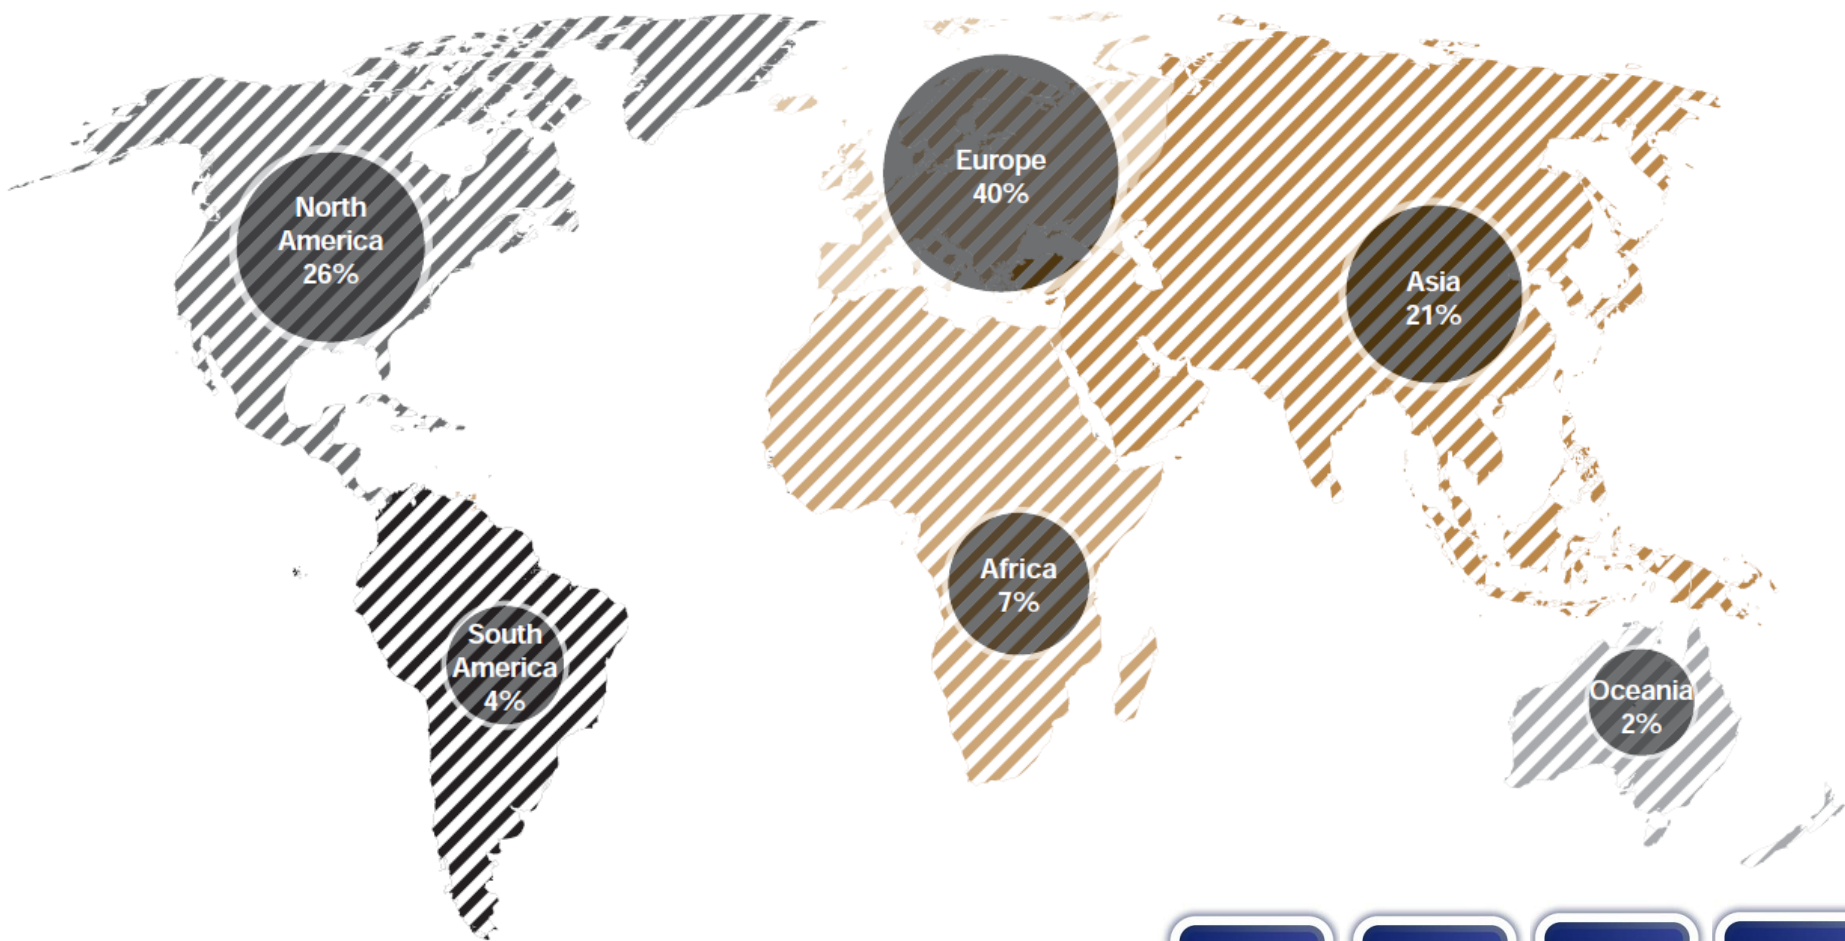 North
America
26%
Europe
40%
Asia
21%
Africa
7%
South
America
4%
Oceania
2%